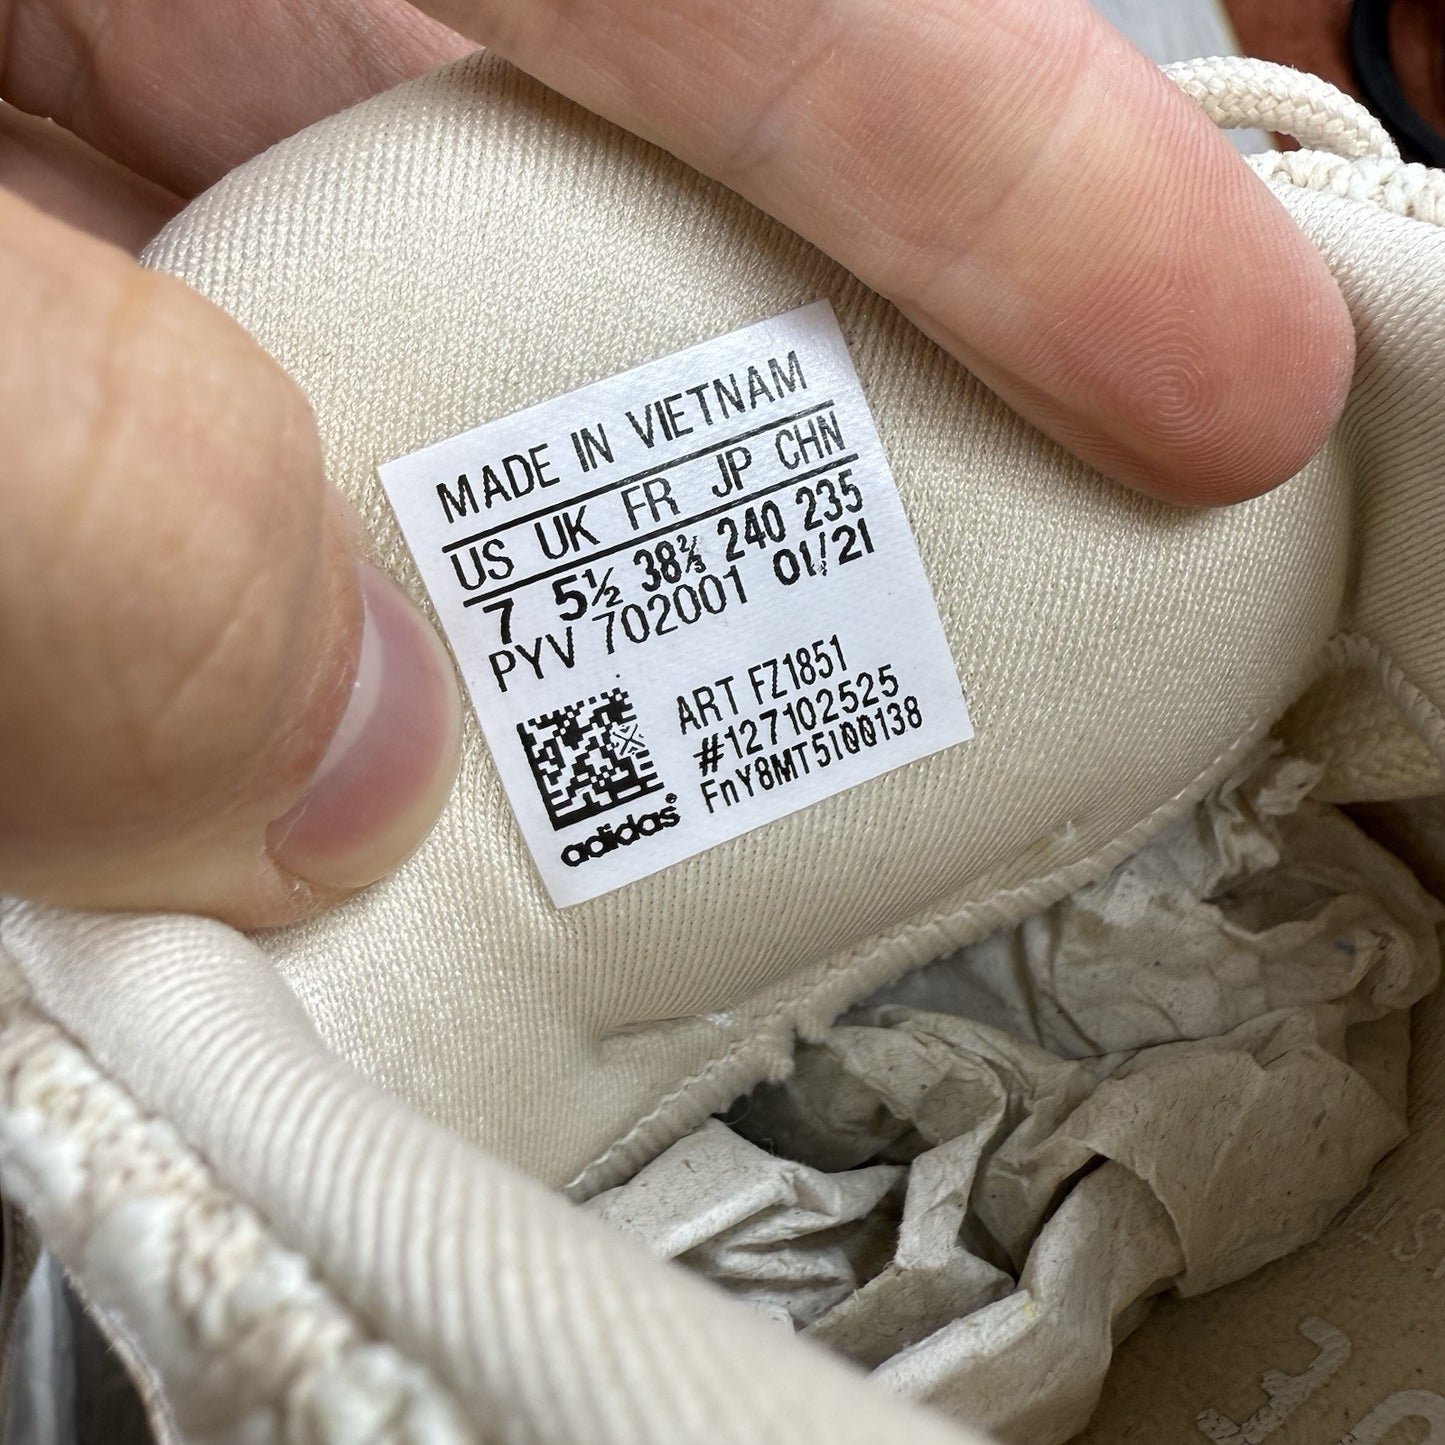 MADE IN VIETNAM
US UK FR JP CHN
7 5½ 38⅔ 240 235
PYV 702001 01/21
ART FZ1851
#127102525
FnY8MT5I00138
adidas®